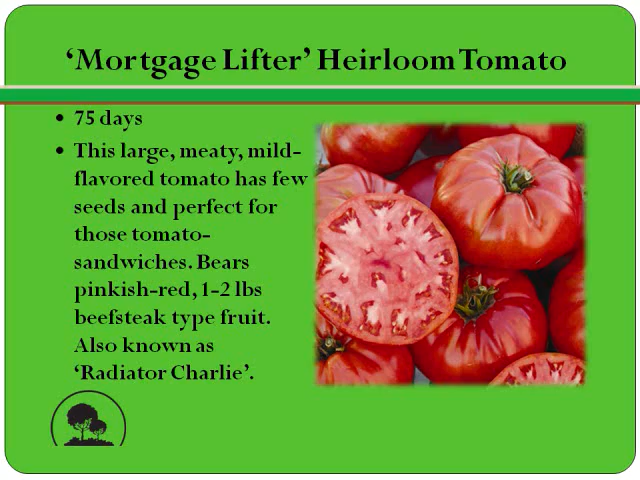 ‘Mortgage Lifter’ Heirloom Tomato
• 75 days
• This large, meaty, mild-
flavored tomato has few
seeds and perfect for
those tomato-
sandwiches. Bears
pinkish-red, 1-2 lbs
beefsteak type fruit.
Also known as
‘Radiator Charlie’.